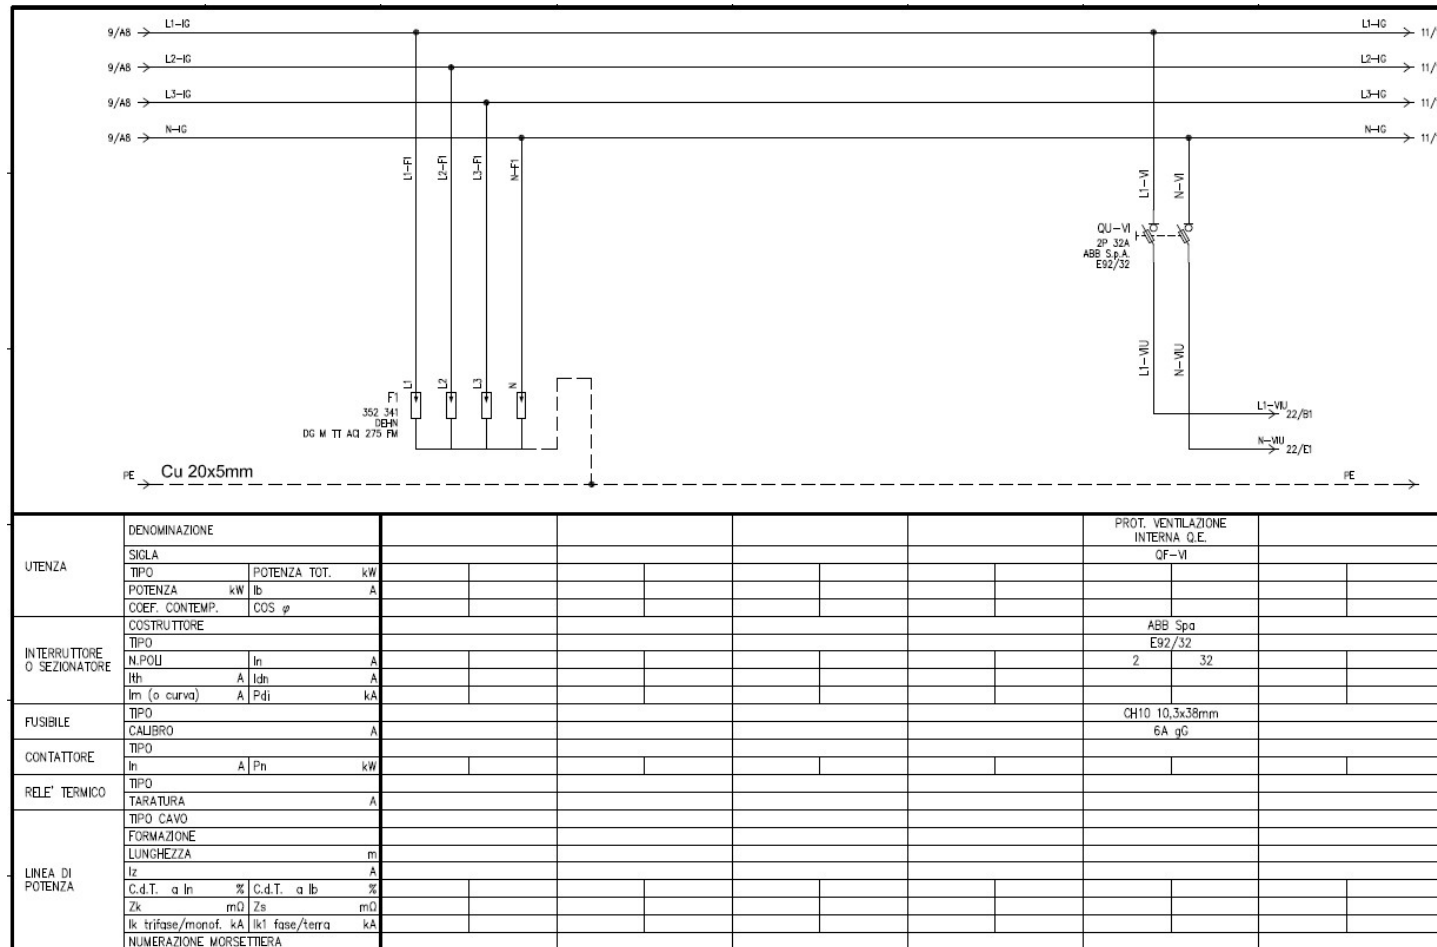 9/A8 L1-IG L1-IG 11/
9/A8 L2-IG L2-IG 11/
9/A8 L3-IG L3-IG 11/
9/A8 N-IG N-IG 11/
L1-F1 L2-F1 L3-F1 N-F1 L1-VI N-VI
QU-VI
2P 32A
ABB S.p.A.
E92/32
L1-VIU N-VIU
L1 L2 L3 N
F1
352 341
DEHN
DG M TT ACI 275 FM
L1-VIU 22/B1
N-VIU 22/E1
PE Cu 20x5mm PE
UTENZA
DENOMINAZIONE PROT. VENTILAZIONE
INTERNA Q.E.
SIGLA QF-VI
TIPO POTENZA TOT. kW
POTENZA kW Ib A
COEF. CONTEMP. COS φ
INTERRUTTORE
O SEZIONATORE
COSTRUTTORE ABB Spa
TIPO E92/32
N.POLI In A 2 32
Ith A Idn A
Im (o curva) A Pdi kA
FUSIBILE
TIPO CH10 10,3x38mm
CALIBRO A 6A gG
CONTATTORE
TIPO
In A Pn kW
RELE' TERMICO
TIPO
TARATURA A
LINEA DI
POTENZA
TIPO CAVO
FORMAZIONE
LUNGHEZZA m
Iz A
C.d.T. a In % C.d.T. a Ib %
Zk mΩ Zs mΩ
Ik trifase/monof. kA Ik1 fase/terra kA
NUMERAZIONE MORSETTIERA